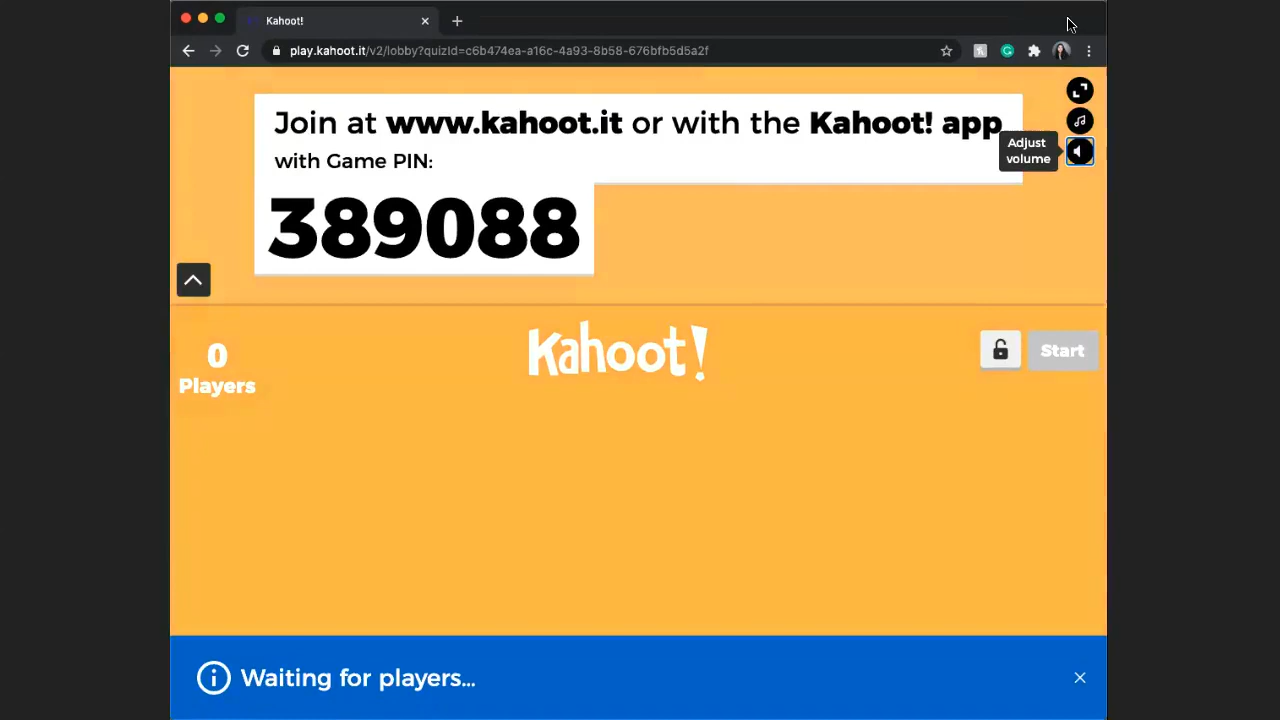 Kahoot!
play.kahoot.it/v2/lobby?quizId=c6b474ea-a16c-4a93-8b58-676bfb5d5a2f
Join at www.kahoot.it or with the Kahoot! app
with Game PIN:
Adjust
volume
389088
0
Players
Kahoot!
Start
Waiting for players...